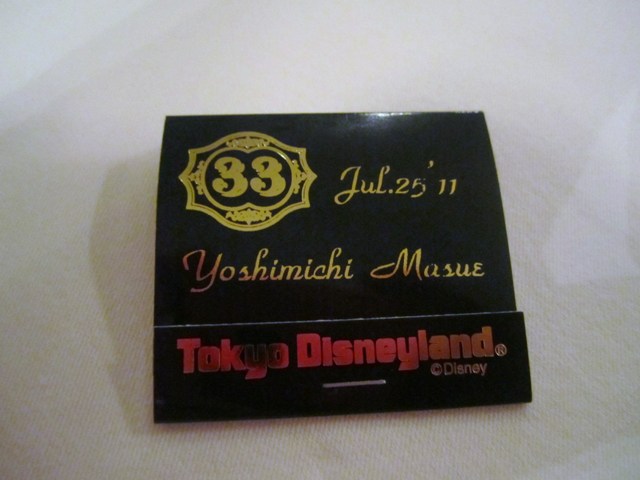 33
Jul.25'11
Yoshimichi Masue
Tokyo Disneyland®
©Disney